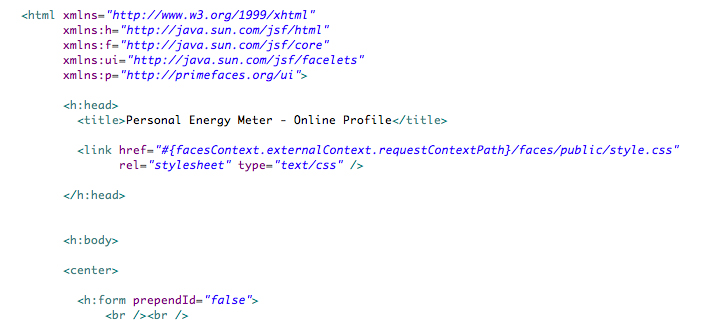 <html xmlns="http://www.w3.org/1999/xhtml"
xmlns:h="http://java.sun.com/jsf/html"
xmlns:f="http://java.sun.com/jsf/core"
xmlns:ui="http://java.sun.com/jsf/facelets"
xmlns:p="http://primefaces.org/ui">
<h:head>
<title>Personal Energy Meter - Online Profile</title>
<link href="#{facesContext.externalContext.requestContextPath}/faces/public/style.css"
rel="stylesheet" type="text/css" />
</h:head>
<h:body>
<center>
<h:form prependId="false">
<br /><br />